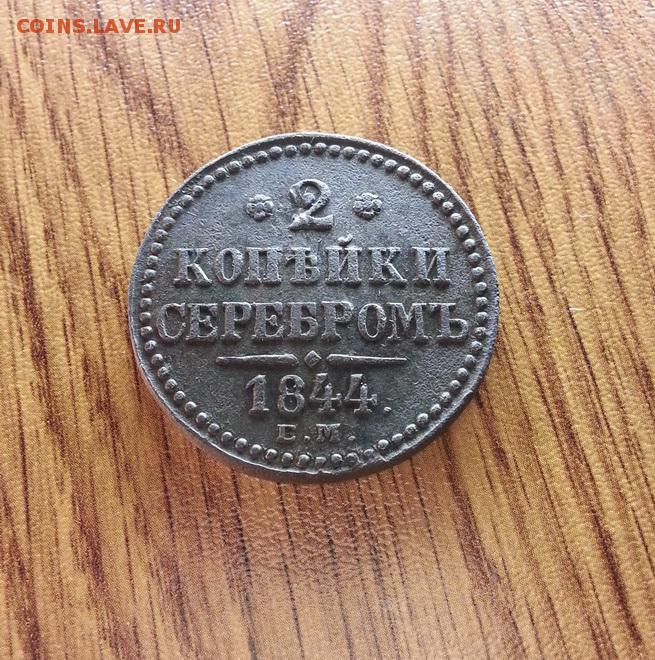 COINS.LAVE.RU
2
КОПѢЙКИ
СЕРЕБРОМЪ
1844.
Е.М.